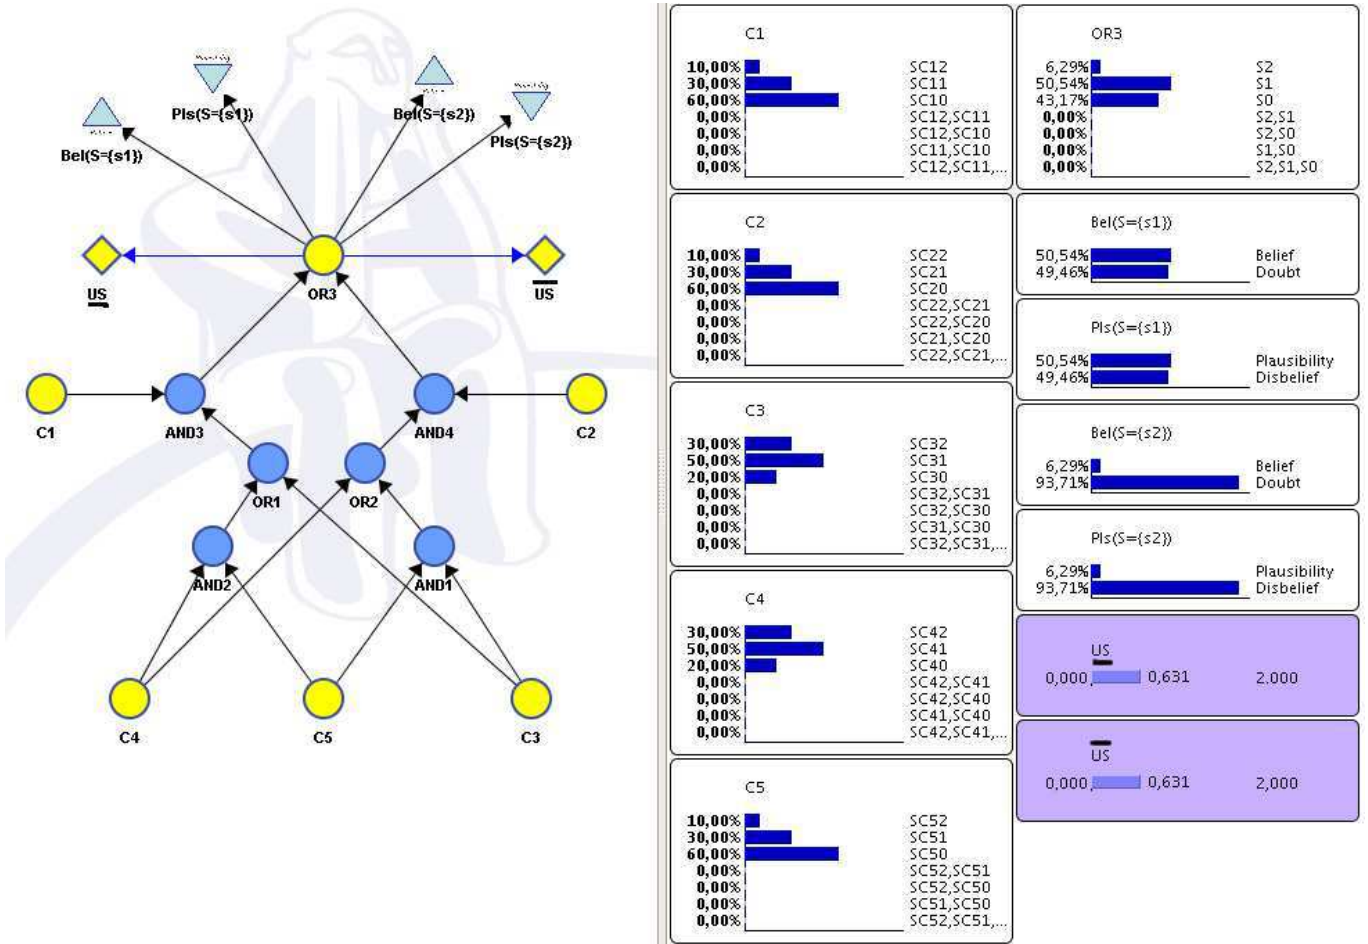 Pls(S={s1})
Bel(S={s2})
Bel(S={s1})
Pls(S={s2})
US
OR3
US
C1
AND3
AND4
C2
OR1
OR2
AND2
AND1
C4
C5
C3
C1
10,00% SC12
30,00% SC11
60,00% SC10
0,00% SC12,SC11
0,00% SC12,SC10
0,00% SC11,SC10
0,00% SC12,SC11,...
C2
10,00% SC22
30,00% SC21
60,00% SC20
0,00% SC22,SC21
0,00% SC22,SC20
0,00% SC21,SC20
0,00% SC22,SC21,...
C3
30,00% SC32
50,00% SC31
20,00% SC30
0,00% SC32,SC31
0,00% SC32,SC30
0,00% SC31,SC30
0,00% SC32,SC31,...
C4
30,00% SC42
50,00% SC41
20,00% SC40
0,00% SC42,SC41
0,00% SC42,SC40
0,00% SC41,SC40
0,00% SC42,SC41,...
C5
10,00% SC52
30,00% SC51
60,00% SC50
0,00% SC52,SC51
0,00% SC52,SC50
0,00% SC51,SC50
0,00% SC52,SC51,...
OR3
6,29% S2
50,54% S1
43,17% S0
0,00% S2,S1
0,00% S2,S0
0,00% S1,S0
0,00% S2,S1,S0
Bel(S={s1})
50,54% Belief
49,46% Doubt
Pls(S={s1})
50,54% Plausibility
49,46% Disbelief
Bel(S={s2})
6,29% Belief
93,71% Doubt
Pls(S={s2})
6,29% Plausibility
93,71% Disbelief
US
0,000 0,631 2.000
US
0,000 0,631 2,000